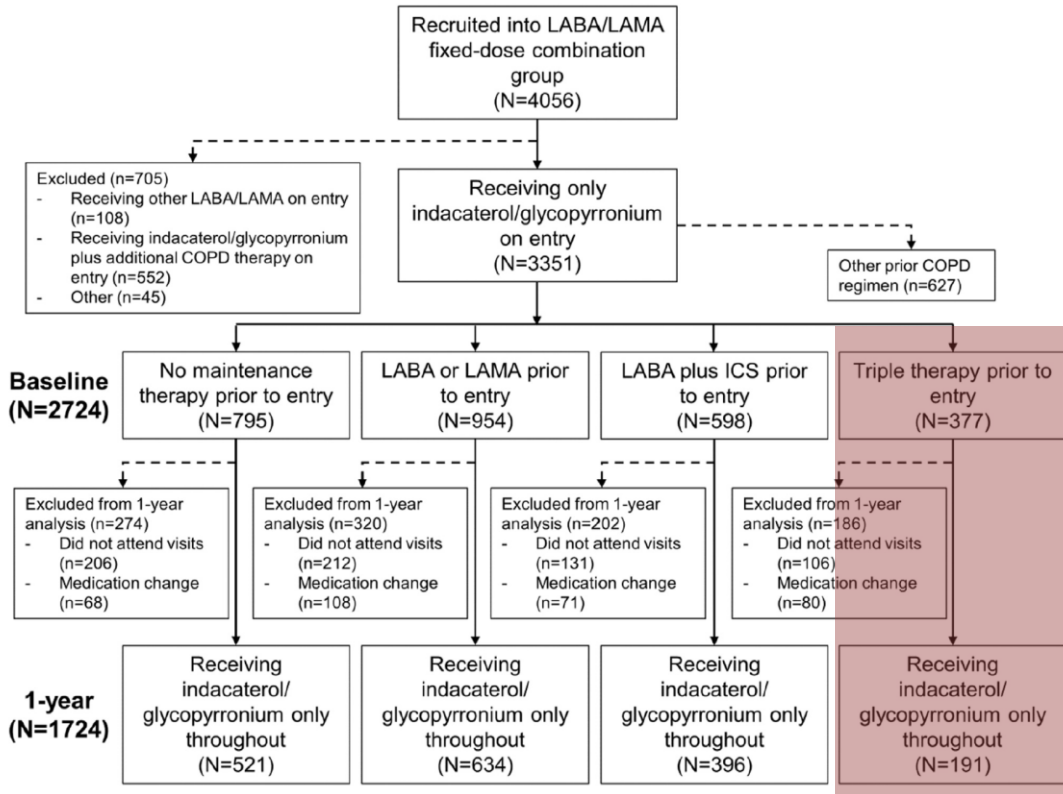 Recruited into LABA/LAMA
fixed-dose combination
group
(N=4056)
Excluded (n=705)
- Receiving other LABA/LAMA on entry
(n=108)
- Receiving indacaterol/glycopyrronium
plus additional COPD therapy on
entry (n=552)
- Other (n=45)
Receiving only
indacaterol/glycopyrronium
on entry
(N=3351)
Other prior COPD
regimen (n=627)
Baseline
(N=2724)
No maintenance
therapy prior to entry
(N=795)
LABA or LAMA prior
to entry
(N=954)
LABA plus ICS prior
to entry
(N=598)
Triple therapy prior to
entry
(N=377)
Excluded from 1-year
analysis (n=274)
- Did not attend visits
(n=206)
- Medication change
(n=68)
Excluded from 1-year
analysis (n=320)
- Did not attend visits
(n=212)
- Medication change
(n=108)
Excluded from 1-year
analysis (n=202)
- Did not attend visits
(n=131)
- Medication change
(n=71)
Excluded from 1-year
analysis (n=186)
- Did not attend visits
(n=106)
- Medication change
(n=80)
1-year
(N=1724)
Receiving
indacaterol/
glycopyrronium only
throughout
(N=521)
Receiving
indacaterol/
glycopyrronium only
throughout
(N=634)
Receiving
indacaterol/
glycopyrronium only
throughout
(N=396)
Receiving
indacaterol/
glycopyrronium only
throughout
(N=191)